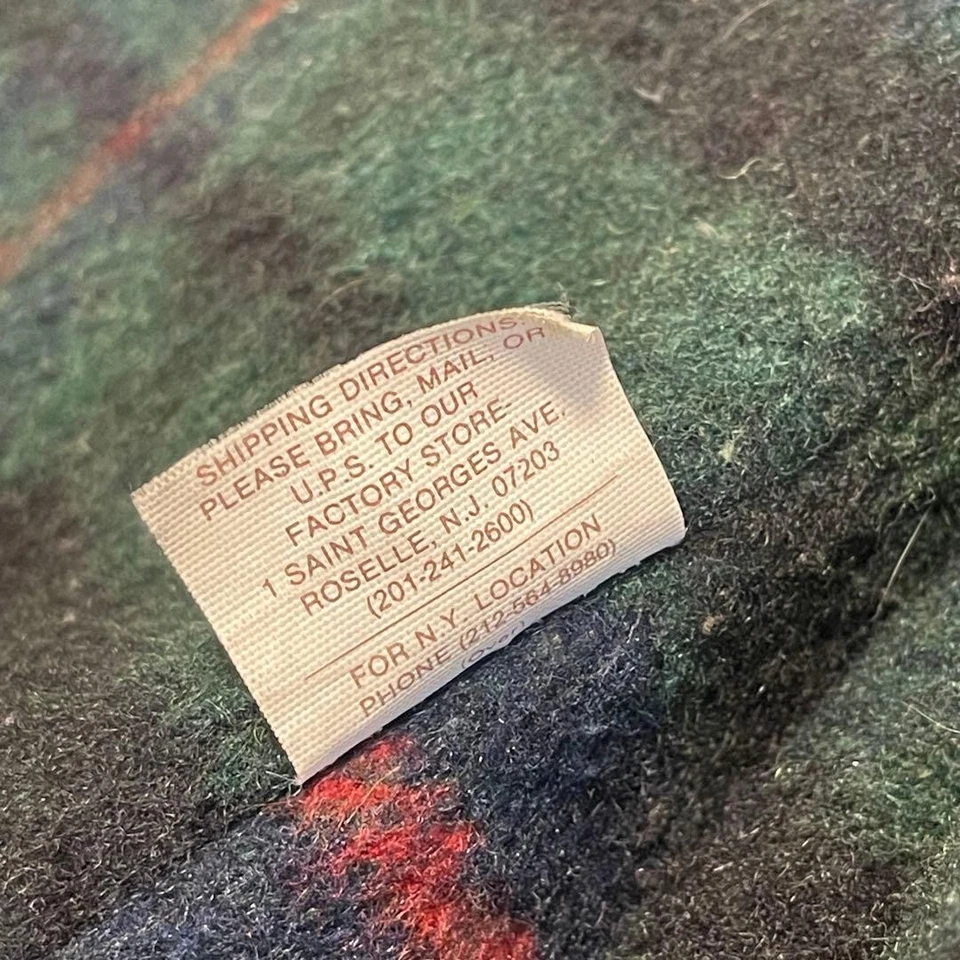 SHIPPING DIRECTIONS:
PLEASE BRING, MAIL, OR
U.P.S. TO OUR
FACTORY STORE
1 SAINT GEORGES AVE.
ROSELLE, N.J. 07203
(201-241-2600)
FOR N.Y. LOCATION
PHONE (212-564-8980)